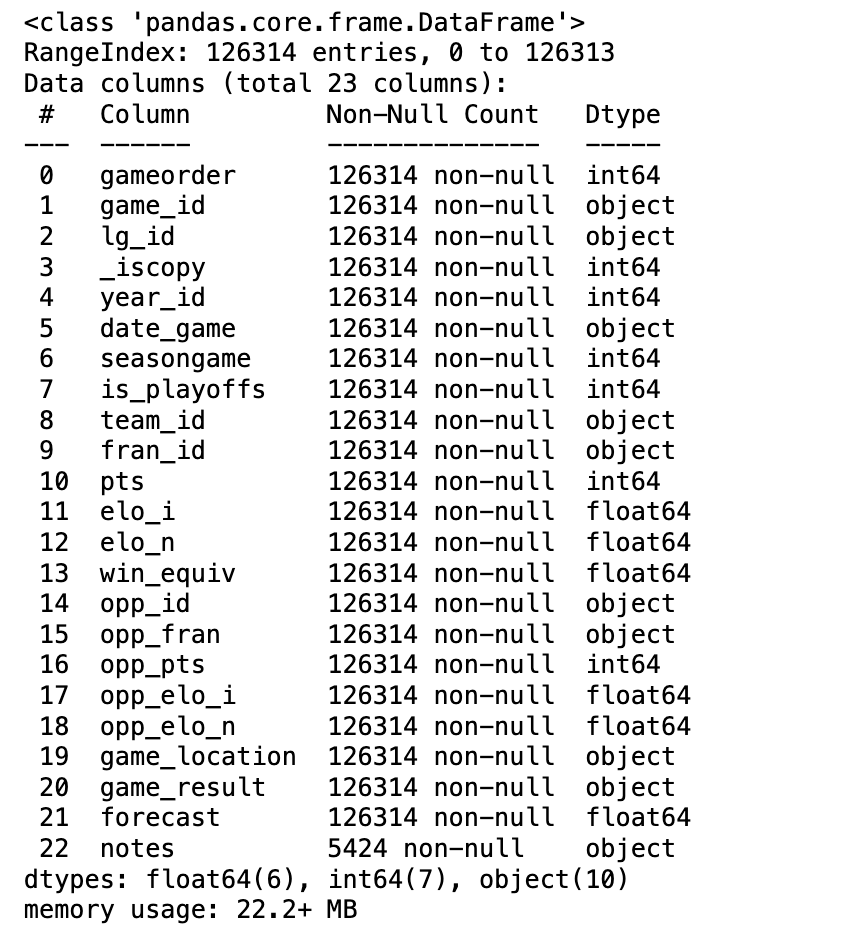 <class 'pandas.core.frame.DataFrame'>
RangeIndex: 126314 entries, 0 to 126313
Data columns (total 23 columns):
 #   Column         Non-Null Count   Dtype
---  ------         --------------   -----
 0   gameorder      126314 non-null  int64
 1   game_id        126314 non-null  object
 2   lg_id          126314 non-null  object
 3   _iscopy        126314 non-null  int64
 4   year_id        126314 non-null  int64
 5   date_game      126314 non-null  object
 6   seasongame     126314 non-null  int64
 7   is_playoffs    126314 non-null  int64
 8   team_id        126314 non-null  object
 9   fran_id        126314 non-null  object
 10  pts            126314 non-null  int64
 11  elo_i          126314 non-null  float64
 12  elo_n          126314 non-null  float64
 13  win_equiv      126314 non-null  float64
 14  opp_id         126314 non-null  object
 15  opp_fran       126314 non-null  object
 16  opp_pts        126314 non-null  int64
 17  opp_elo_i      126314 non-null  float64
 18  opp_elo_n      126314 non-null  float64
 19  game_location  126314 non-null  object
 20  game_result    126314 non-null  object
 21  forecast       126314 non-null  float64
 22  notes          5424 non-null    object
dtypes: float64(6), int64(7), object(10)
memory usage: 22.2+ MB